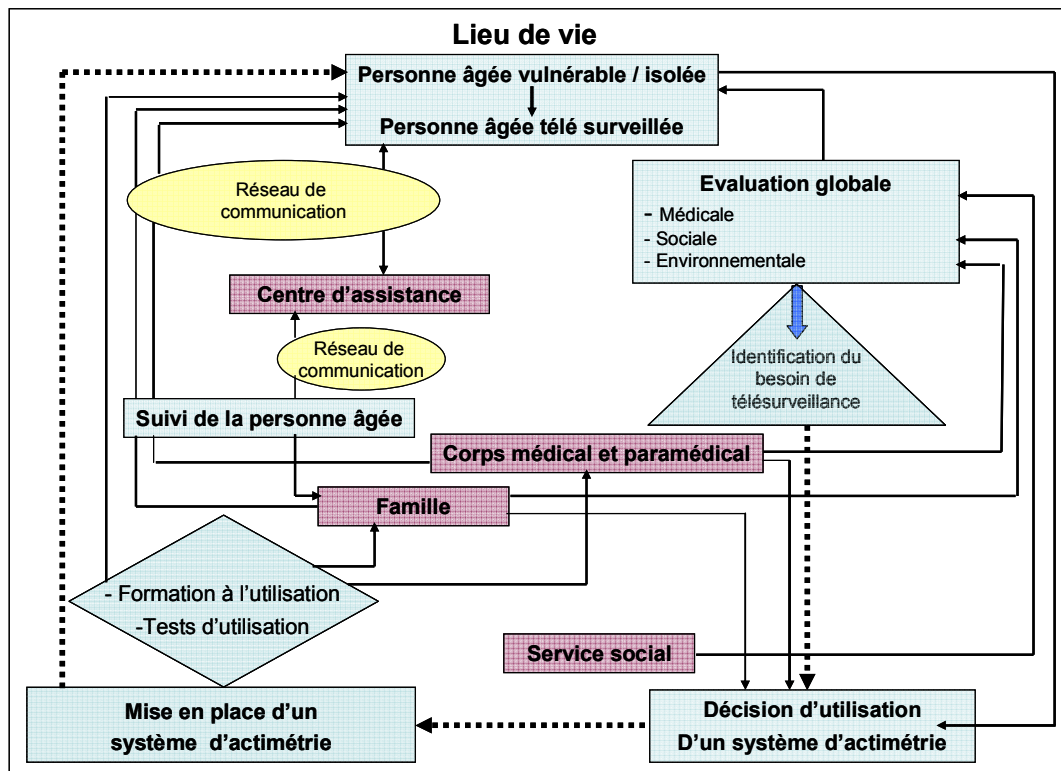 Lieu de vie
Personne âgée vulnérable / isolée
Personne âgée télé surveillée
Réseau de
communication
Evaluation globale
- Médicale
- Sociale
- Environnementale
Centre d'assistance
Réseau de
communication
Identification du
besoin de
télésurveillance
Suivi de la personne âgée
Corps médical et paramédical
Famille
- Formation à l'utilisation
-Tests d'utilisation
Service social
Mise en place d'un
système d'actimétrie
Décision d'utilisation
D'un système d'actimétrie